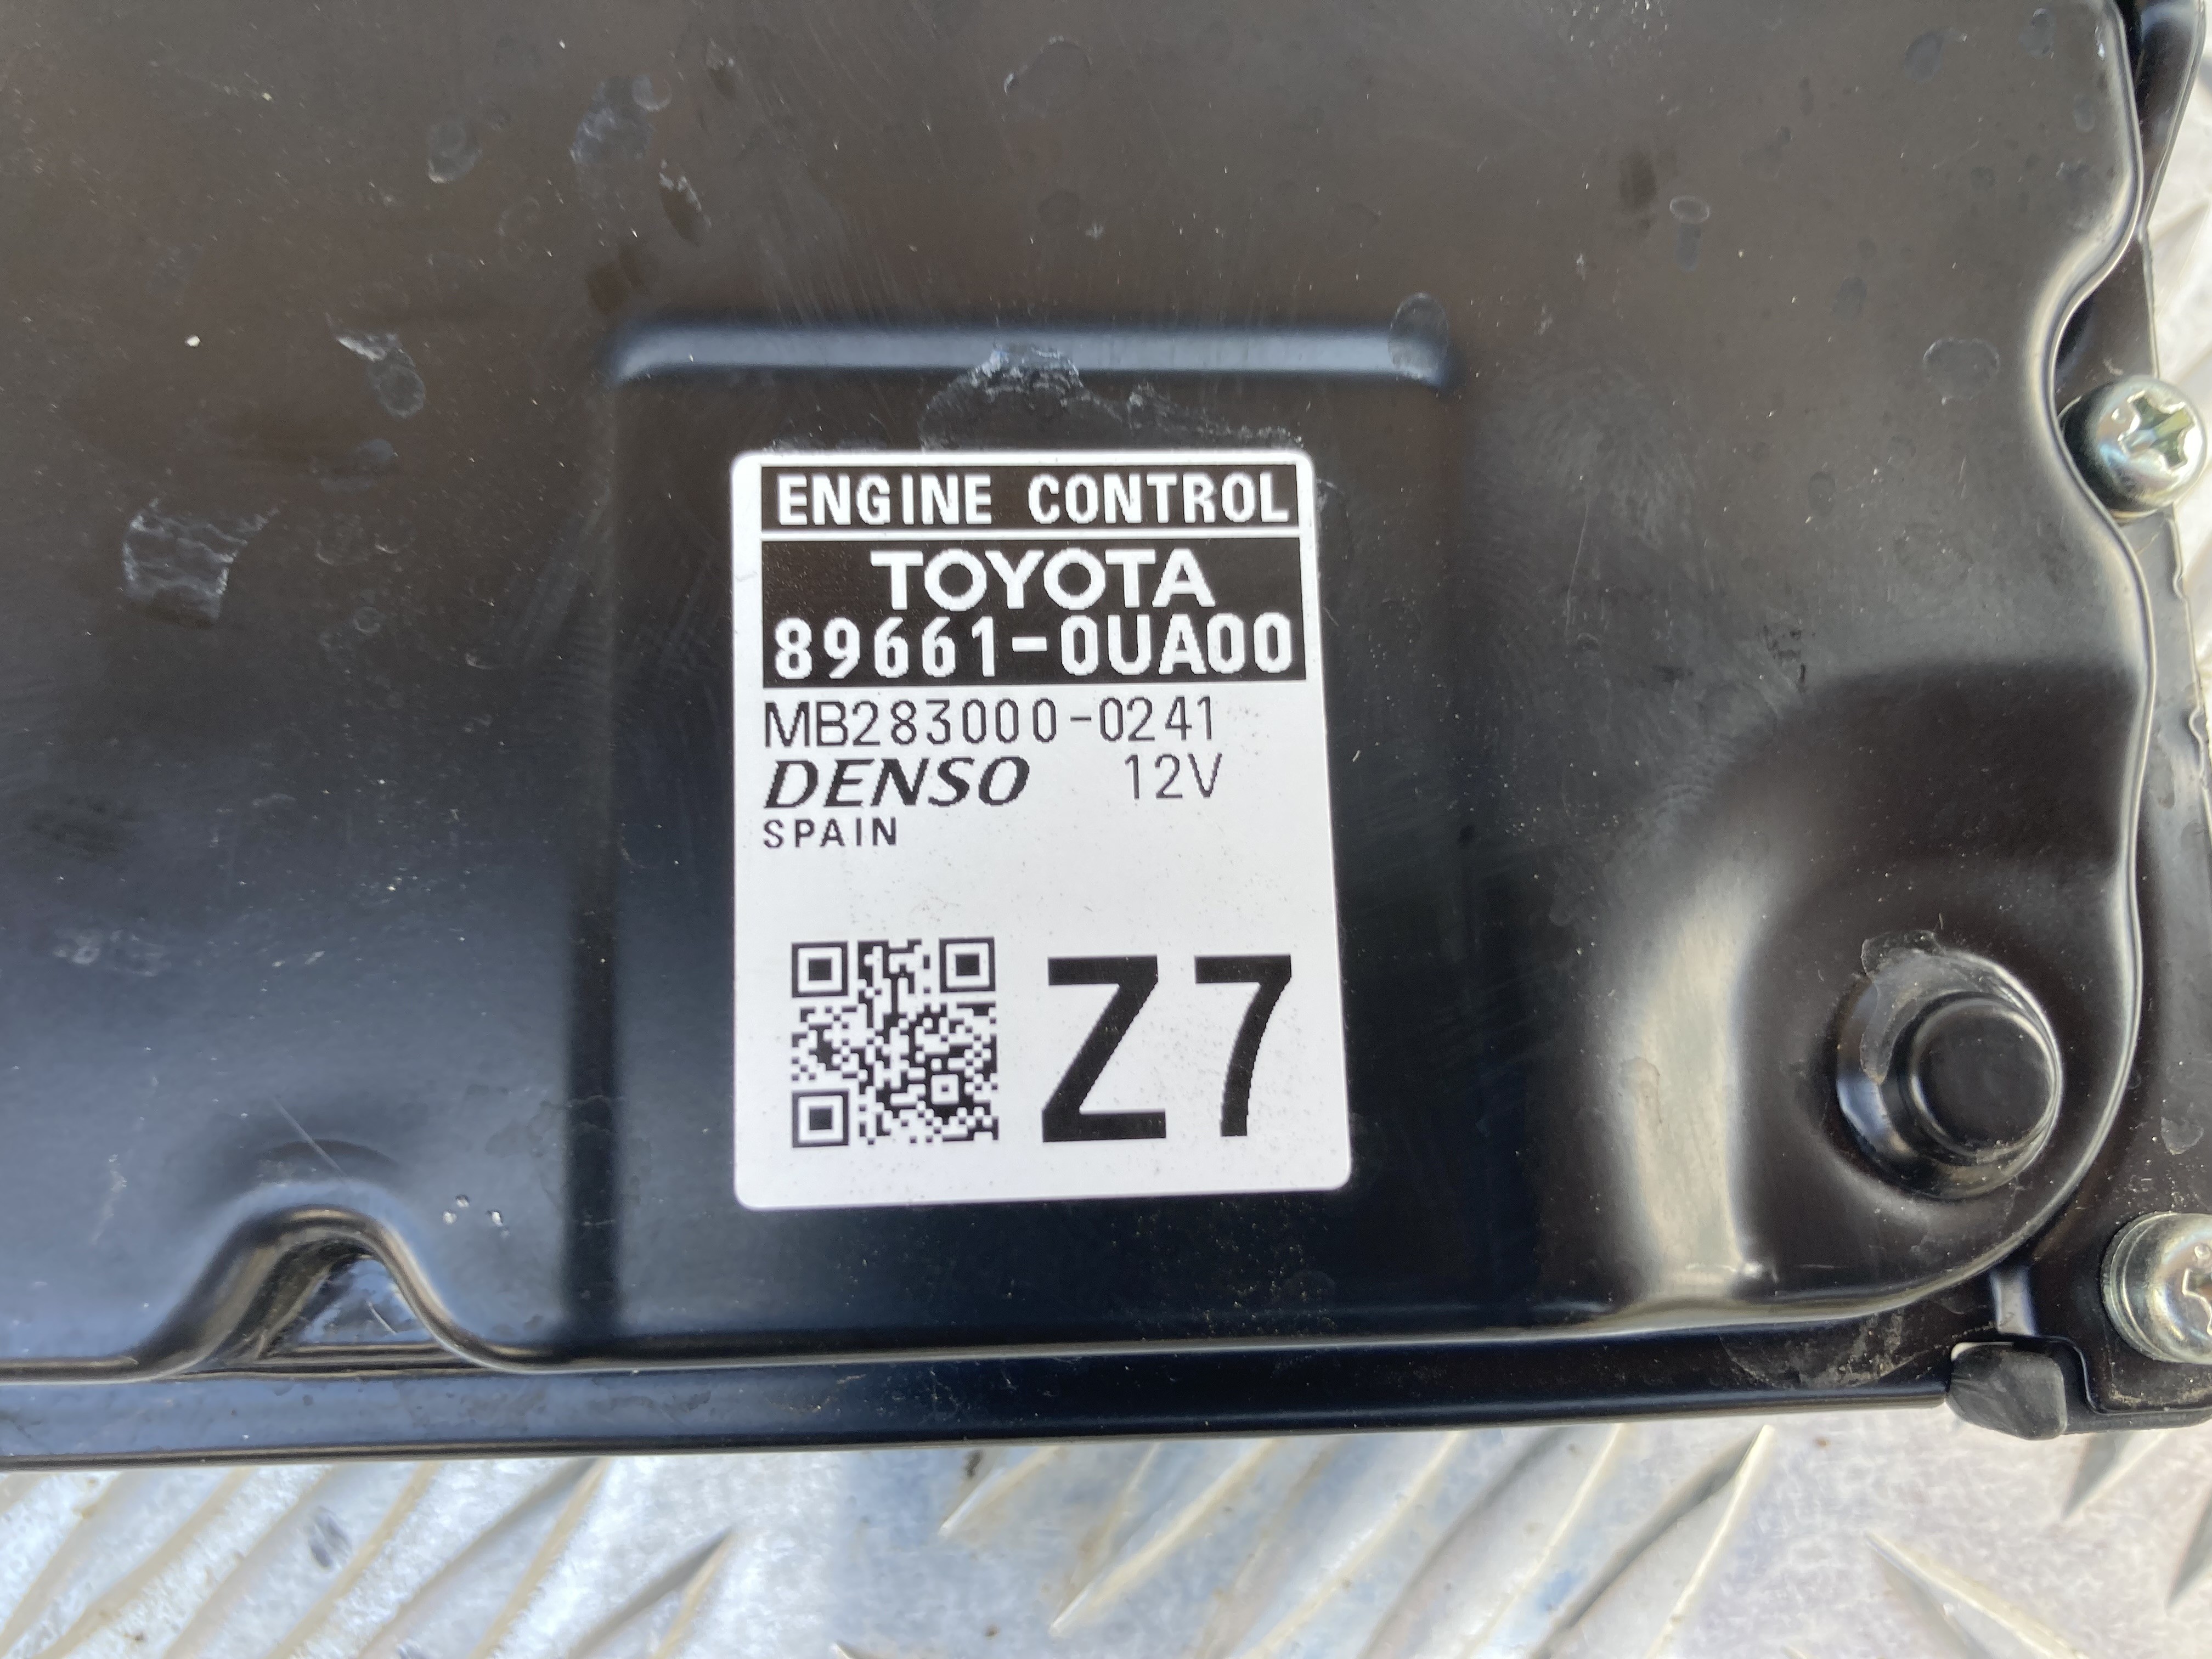 ENGINE CONTROL
TOYOTA
89661-0UA00
MB283000-0241
DENSO 12V
SPAIN
Z7